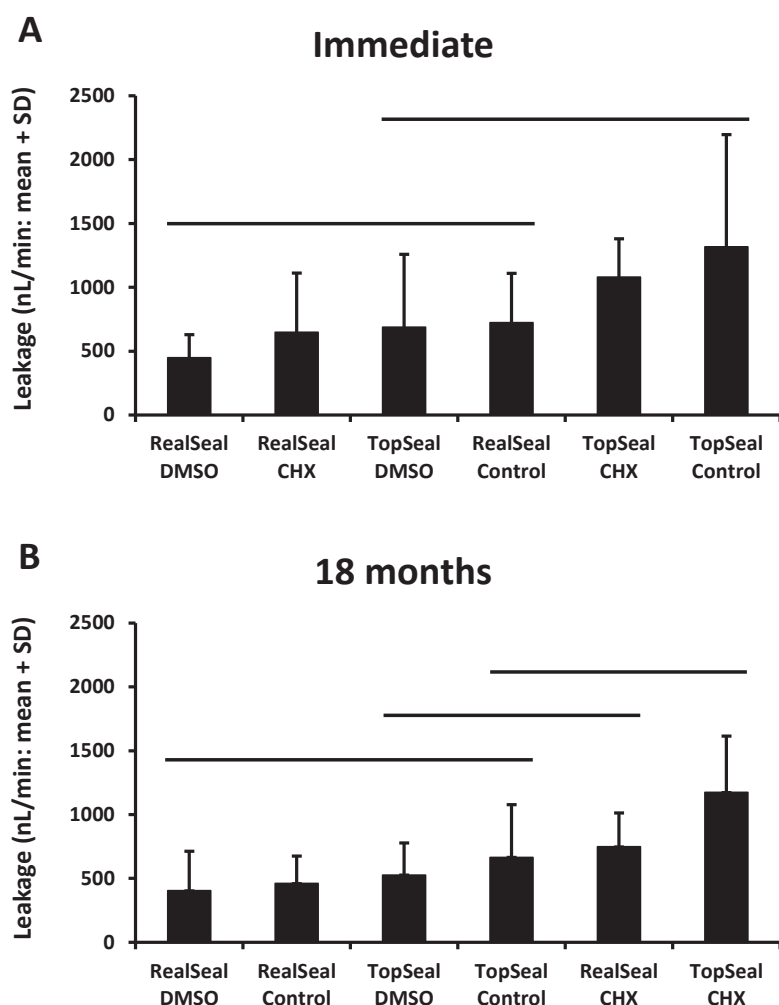 A
Immediate
Leakage (nL/min: mean + SD)
2500
2000
1500
1000
500
0
RealSeal RealSeal TopSeal RealSeal TopSeal TopSeal
DMSO CHX DMSO Control CHX Control
B
18 months
Leakage (nL/min: mean + SD)
2500
2000
1500
1000
500
0
RealSeal RealSeal TopSeal TopSeal RealSeal TopSeal
DMSO Control DMSO Control CHX CHX